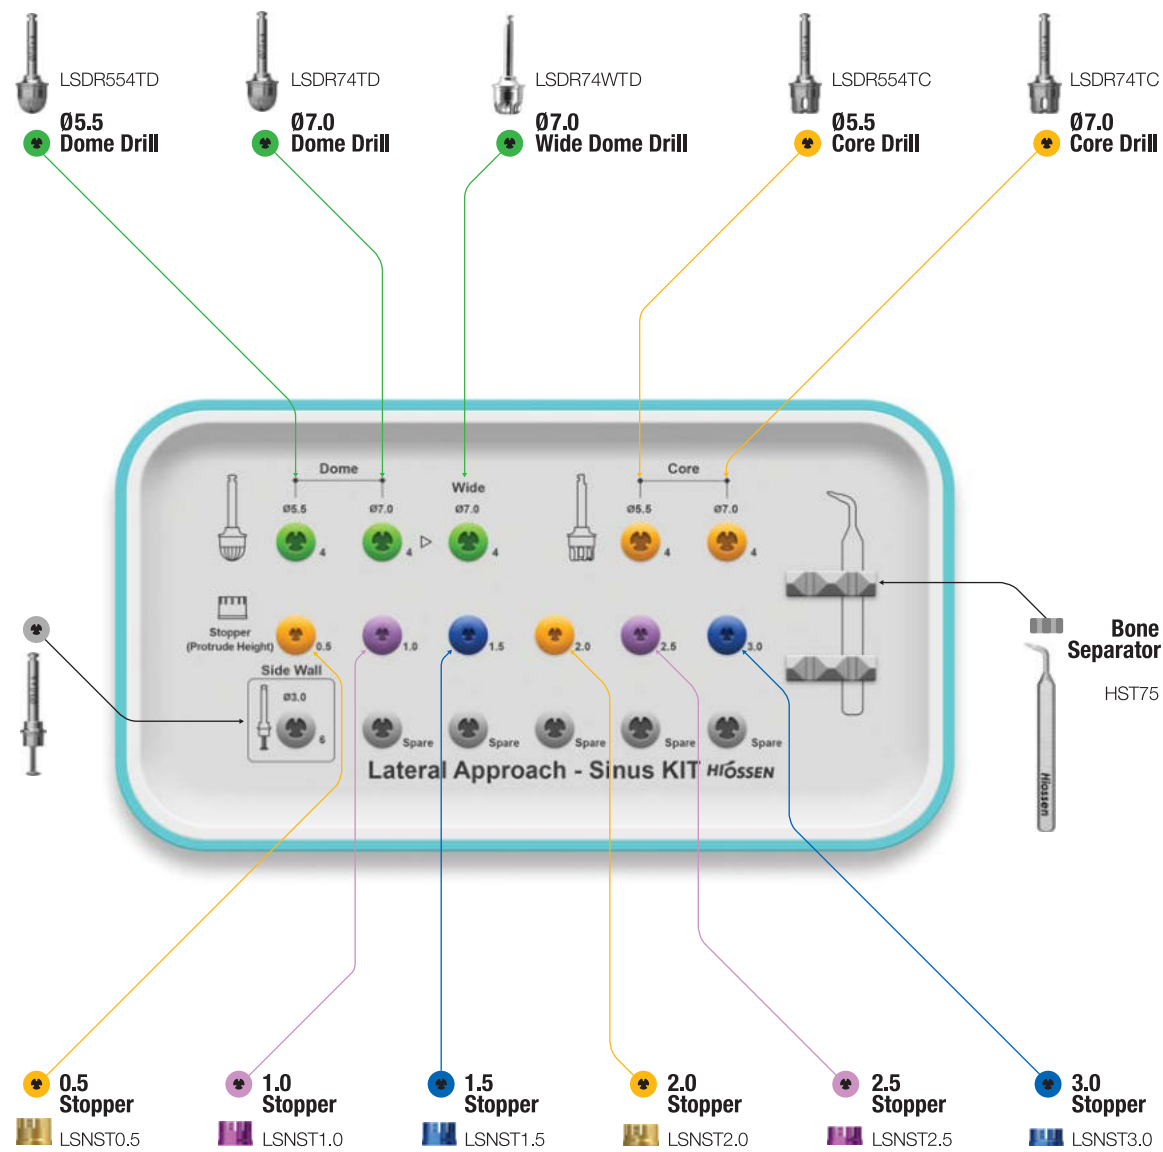 LSDR554TD
Ø5.5
Dome Drill
LSDR74TD
Ø7.0
Dome Drill
LSDR74WTD
Ø7.0
Wide Dome Drill
LSDR554TC
Ø5.5
Core Drill
LSDR74TC
Ø7.0
Core Drill
Dome
Wide
Core
Ø5.5
Ø7.0
Ø7.0
Ø5.5
Ø7.0
4
4
4
4
4
Stopper
(Protrude Height)
0.5
1.0
1.5
2.0
2.5
3.0
Side Wall
Ø3.0
6
Spare
Spare
Spare
Spare
Spare
Lateral Approach - Sinus KIT HIOSSEN
Bone
Separator
HST75
Hiossen
0.5
Stopper
LSNST0.5
1.0
Stopper
LSNST1.0
1.5
Stopper
LSNST1.5
2.0
Stopper
LSNST2.0
2.5
Stopper
LSNST2.5
3.0
Stopper
LSNST3.0